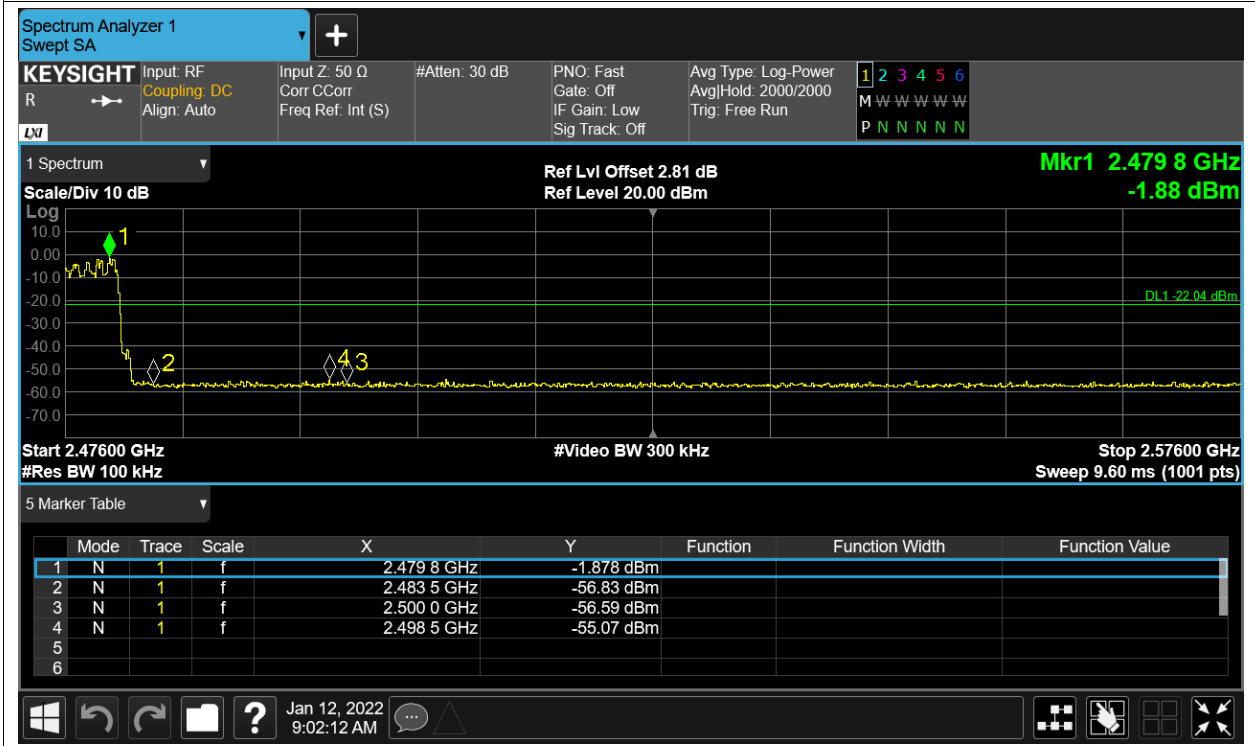 Spectrum Analyzer 1
Swept SA
KEYSIGHT
R
LXI
Input: RF
Coupling: DC
Align: Auto
Input Z: 50 Ω
Corr CCorr
Freq Ref: Int (S)
#Atten: 30 dB
PNO: Fast
Gate: Off
IF Gain: Low
Sig Track: Off
Avg Type: Log-Power
Avg|Hold: 2000/2000
Trig: Free Run
1 2 3 4 5 6
M W W W W W
P N N N N N
1 Spectrum
Scale/Div 10 dB
Ref Lvl Offset 2.81 dB
Ref Level 20.00 dBm
Mkr1 2.479 8 GHz
-1.88 dBm
Log
10.0
0.00
-10.0
-20.0
-30.0
-40.0
-50.0
-60.0
-70.0
1
2
4 3
DL1 -22.04 dBm
Start 2.47600 GHz
#Res BW 100 kHz
#Video BW 300 kHz
Stop 2.57600 GHz
Sweep 9.60 ms (1001 pts)
5 Marker Table
Mode Trace Scale X Y Function Function Width Function Value
1 N 1 f 2.479 8 GHz -1.878 dBm
2 N 1 f 2.483 5 GHz -56.83 dBm
3 N 1 f 2.500 0 GHz -56.59 dBm
4 N 1 f 2.498 5 GHz -55.07 dBm
5
6
?
Jan 12, 2022
9:02:12 AM